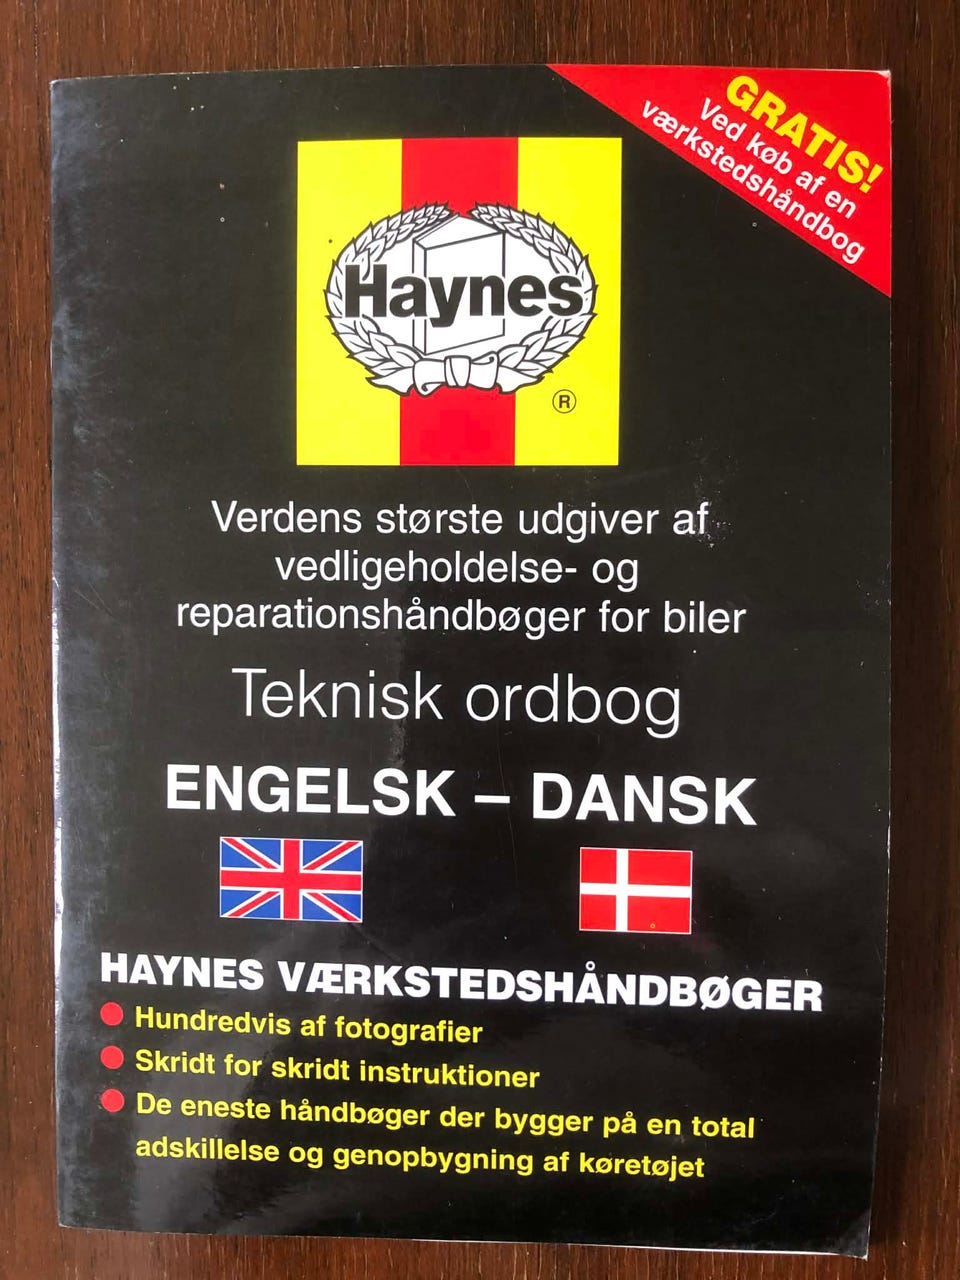 GRATIS!
Ved køb af en
værkstedshåndbog
Haynes
®
Verdens største udgiver af
vedligeholdelse- og
reparationshåndbøger for biler
Teknisk ordbog
ENGELSK – DANSK
HAYNES VÆRKSTEDSHÅNDBØGER
Hundredvis af fotografier
Skridt for skridt instruktioner
De eneste håndbøger der bygger på en total
adskillelse og genopbygning af køretøjet